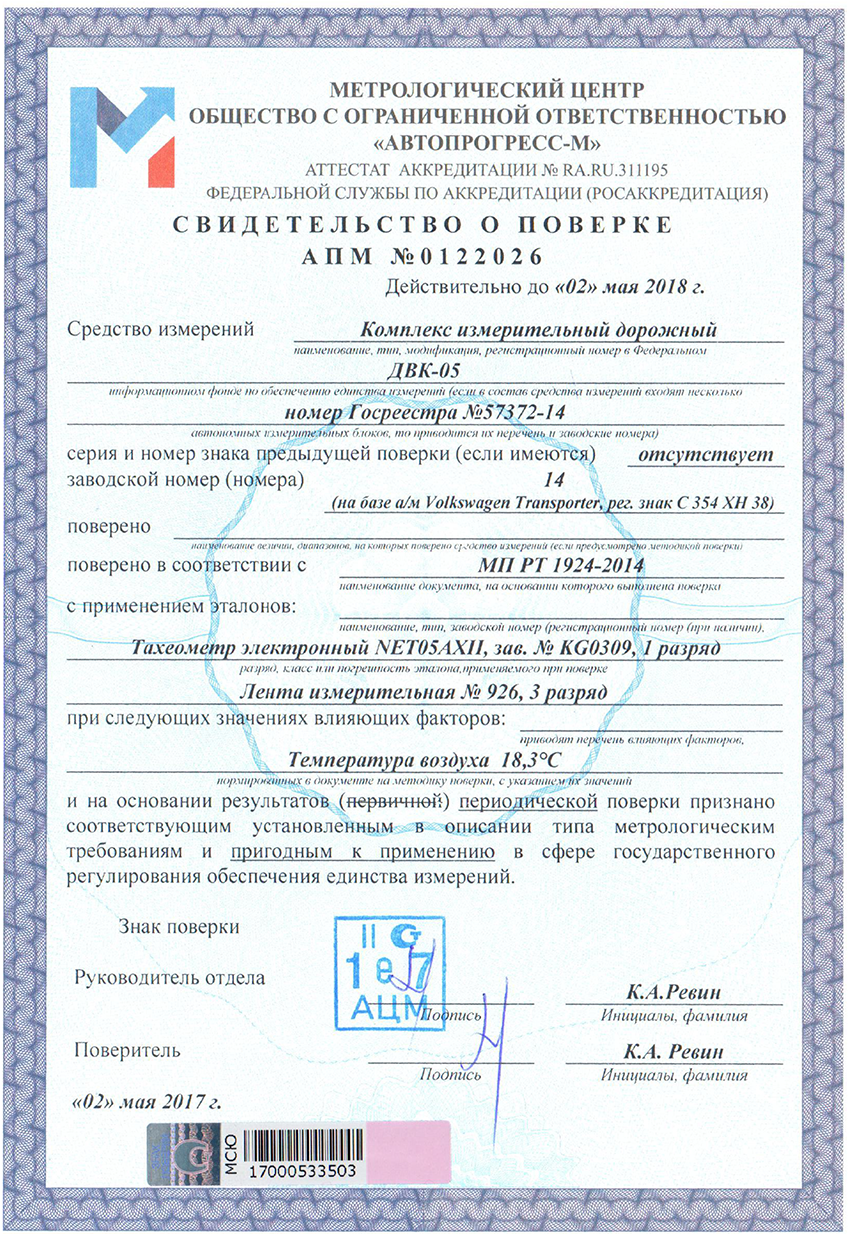 МЕТРОЛОГИЧЕСКИЙ ЦЕНТР
ОБЩЕСТВО С ОГРАНИЧЕННОЙ ОТВЕТСТВЕННОСТЬЮ
«АВТОПРОГРЕСС-М»
АТТЕСТАТ АККРЕДИТАЦИИ № RA.RU.311195
ФЕДЕРАЛЬНОЙ СЛУЖБЫ ПО АККРЕДИТАЦИИ (РОСАККРЕДИТАЦИЯ)
СВИДЕТЕЛЬСТВО О ПОВЕРКЕ
АПМ №0122026
Действительно до «02» мая 2018 г.
Средство измерений Комплекс измерительный дорожный
наименование, тип, модификация, регистрационный номер в Федеральном
ДВК-05
информационном фонде по обеспечению единства измерений (если в состав средства измерений входят несколько
номер Госреестра №57372-14
автономных измерительных блоков, то приводится их перечень и заводские номера)
серия и номер знака предыдущей поверки (если имеются) отсутствует
заводской номер (номера) 14
(на базе а/м Volkswagen Transporter, рег. знак С 354 ХН 38)
поверено
наименование величин, диапазонов, на которых поверено средство измерений (если предусмотрено методикой поверки)
поверено в соответствии с МП РТ 1924-2014
наименование документа, на основании которого выполнена поверка
с применением эталонов:
наименование, тип, заводской номер (регистрационный номер (при наличии),
Тахеометр электронный NET05AXII, зав. № KG0309, 1 разряд
разряд, класс или погрешность эталона,применяемого при поверке
Лента измерительная № 926, 3 разряд
при следующих значениях влияющих факторов:
приводят перечень влияющих факторов,
Температура воздуха 18,3°С
нормированных в документе на методику поверки, с указанием их значений
и на основании результатов (первичной) периодической поверки признано
соответствующим установленным в описании типа метрологическим
требованиям и пригодным к применению в сфере государственного
регулирования обеспечения единства измерений.
Знак поверки
II
1 е 7
АЦМ
Руководитель отдела К.А.Ревин
Подпись Инициалы, фамилия
Поверитель К.А. Ревин
Подпись Инициалы, фамилия
«02» мая 2017 г.
МСЮ
17000533503